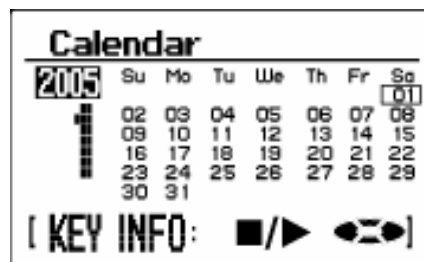 Calendar
2005 Su Mo Tu We Th Fr Sa
01
1 02 03 04 05 06 07 08
09 10 11 12 13 14 15
16 17 18 19 20 21 22
23 24 25 26 27 28 29
30 31
[ KEY INFO: ■/▶ ]